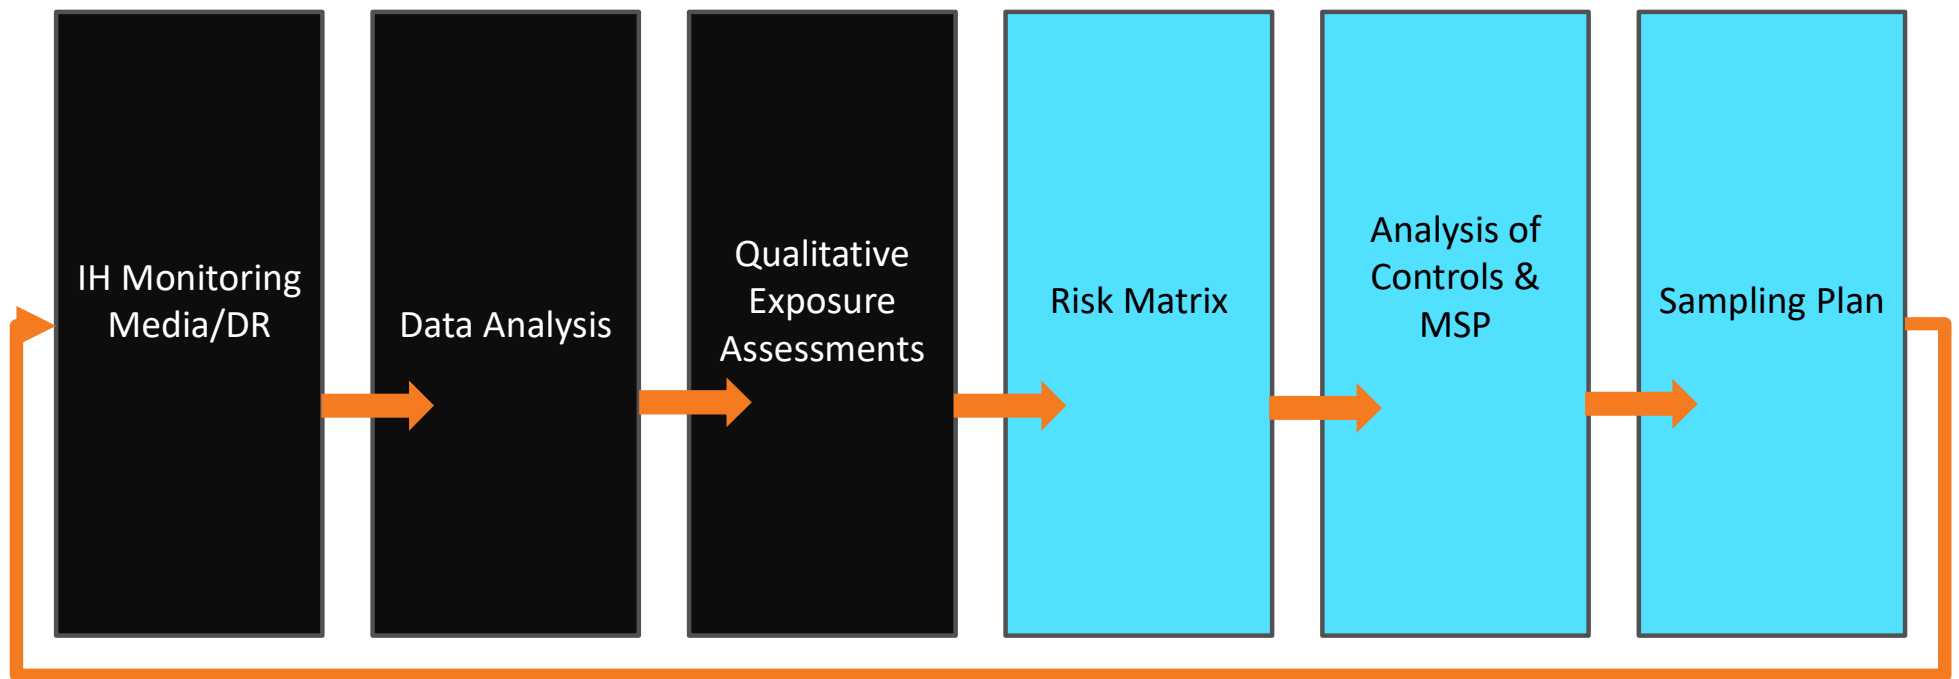 IH Monitoring
Media/DR
Data Analysis
Qualitative
Exposure
Assessments
Risk Matrix
Analysis of
Controls &
MSP
Sampling Plan